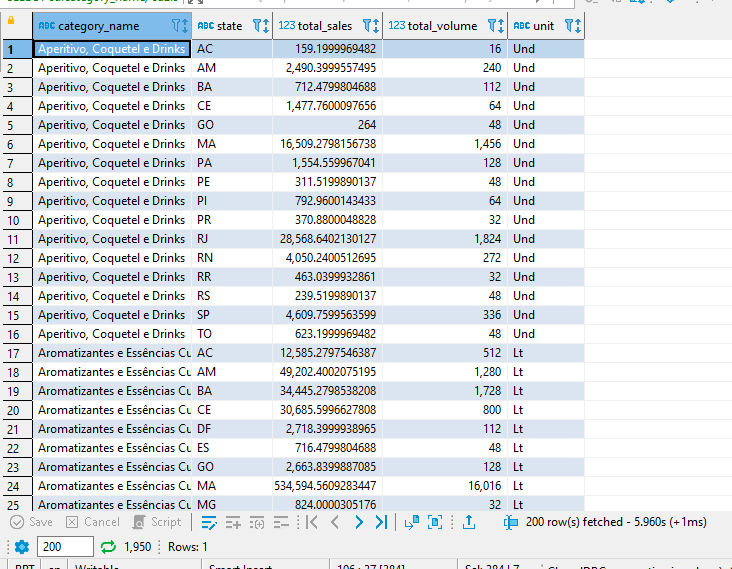 ABC category_name ABC state 123 total_sales 123 total_volume ABC unit
1 Aperitivo, Coquetel e Drinks AC 159.1999969482 16 Und
2 Aperitivo, Coquetel e Drinks AM 2,490.3999557495 240 Und
3 Aperitivo, Coquetel e Drinks BA 712.4799804688 112 Und
4 Aperitivo, Coquetel e Drinks CE 1,477.7600097656 64 Und
5 Aperitivo, Coquetel e Drinks GO 264 48 Und
6 Aperitivo, Coquetel e Drinks MA 16,509.2798156738 1,456 Und
7 Aperitivo, Coquetel e Drinks PA 1,554.559967041 128 Und
8 Aperitivo, Coquetel e Drinks PE 311.5199890137 48 Und
9 Aperitivo, Coquetel e Drinks PI 792.9600143433 64 Und
10 Aperitivo, Coquetel e Drinks PR 370.8800048828 32 Und
11 Aperitivo, Coquetel e Drinks RJ 28,568.6402130127 1,824 Und
12 Aperitivo, Coquetel e Drinks RN 4,050.2400512695 272 Und
13 Aperitivo, Coquetel e Drinks RR 463.0399932861 32 Und
14 Aperitivo, Coquetel e Drinks RS 239.5199890137 48 Und
15 Aperitivo, Coquetel e Drinks SP 4,609.7599563599 336 Und
16 Aperitivo, Coquetel e Drinks TO 623.1999969482 48 Und
17 Aromatizantes e Essências Cu AC 12,585.2797546387 512 Lt
18 Aromatizantes e Essências Cu AM 49,202.4002075195 1,280 Lt
19 Aromatizantes e Essências Cu BA 34,445.2798538208 1,728 Lt
20 Aromatizantes e Essências Cu CE 30,685.5996627808 800 Lt
21 Aromatizantes e Essências Cu DF 2,718.3999938965 112 Lt
22 Aromatizantes e Essências Cu ES 716.4799804688 48 Lt
23 Aromatizantes e Essências Cu GO 2,663.8399887085 128 Lt
24 Aromatizantes e Essências Cu MA 534,594.5609283447 16,016 Lt
25 Aromatizantes e Essências Cu MG 824.0000305176 32 Lt
Save Cancel Script 200 row(s) fetched - 5.960s (+1ms)
200 1,950 Rows: 1